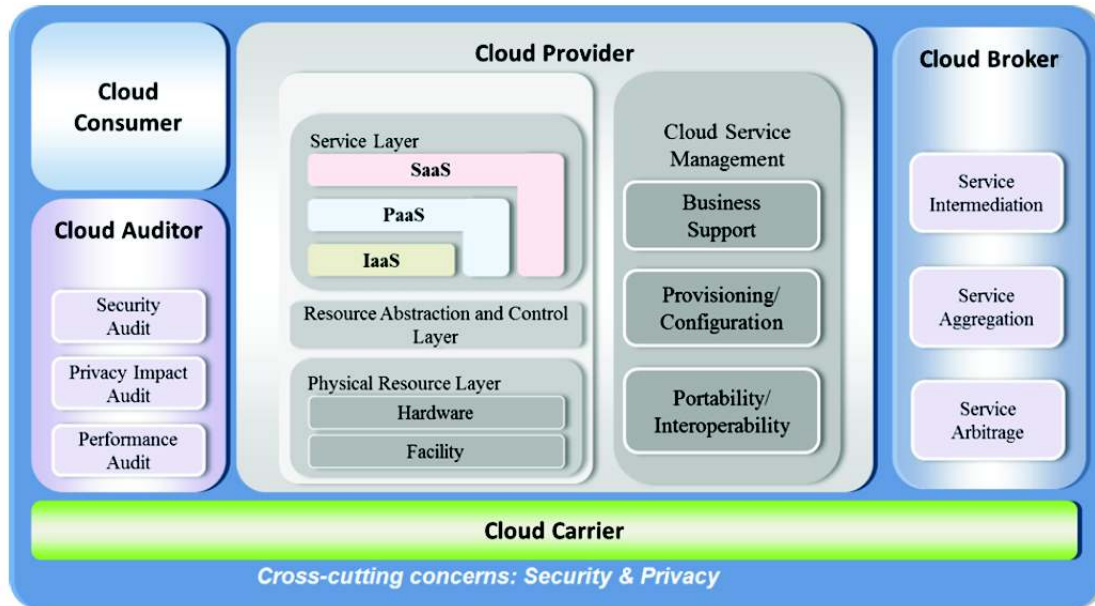 Cloud
Consumer
Cloud Auditor
Security
Audit
Privacy Impact
Audit
Performance
Audit
Cloud Provider
Service Layer
SaaS
PaaS
IaaS
Resource Abstraction and Control
Layer
Physical Resource Layer
Hardware
Facility
Cloud Service
Management
Business
Support
Provisioning/
Configuration
Portability/
Interoperability
Cloud Broker
Service
Intermediation
Service
Aggregation
Service
Arbitrage
Cloud Carrier
Cross-cutting concerns: Security & Privacy